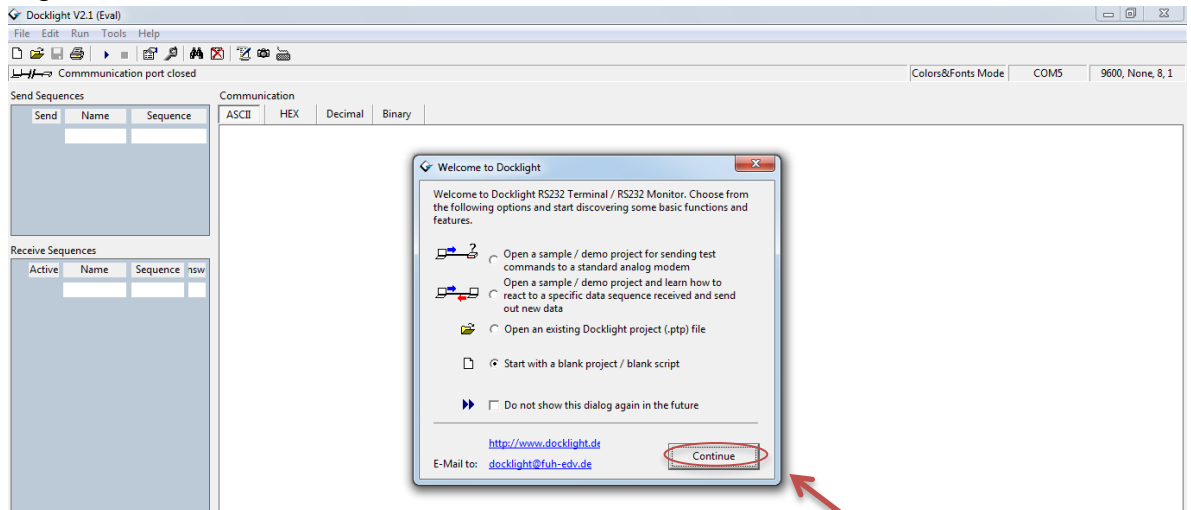 Docklight V2.1 (Eval)
File Edit Run Tools Help
Commmunication port closed
Colors&Fonts Mode COM5 9600, None, 8, 1
Send Sequences
Send Name Sequence
Communication
ASCII HEX Decimal Binary
Receive Sequences
Active Name Sequence nsw
Welcome to Docklight
Welcome to Docklight RS232 Terminal / RS232 Monitor. Choose from
the following options and start discovering some basic functions and
features.
Open a sample / demo project for sending test
commands to a standard analog modem
Open a sample / demo project and learn how to
react to a specific data sequence received and send
out new data
Open an existing Docklight project (.ptp) file
Start with a blank project / blank script
Do not show this dialog again in the future
http://www.docklight.de
E-Mail to: docklight@fuh-edv.de
Continue